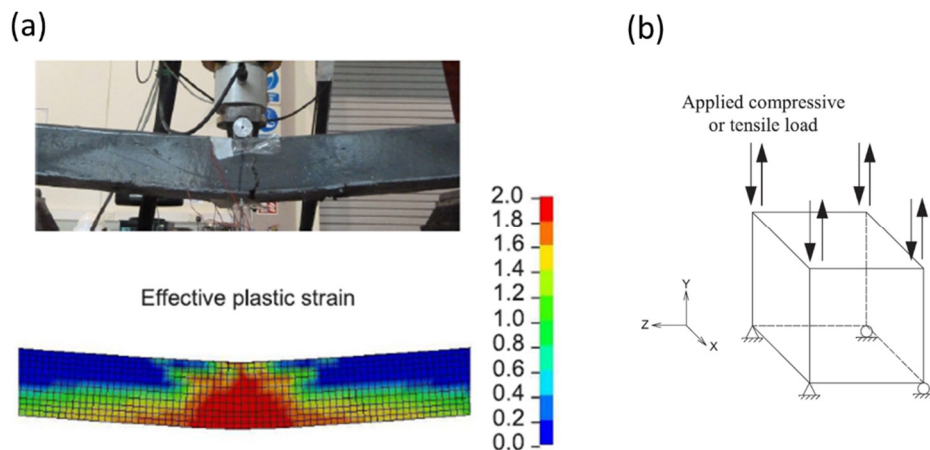 (a)
(b)
Applied compressive
or tensile load
2.0
1.8
1.6
1.4
1.2
1.0
0.8
0.6
0.4
0.2
0.0
Effective plastic strain
Y
Z
X